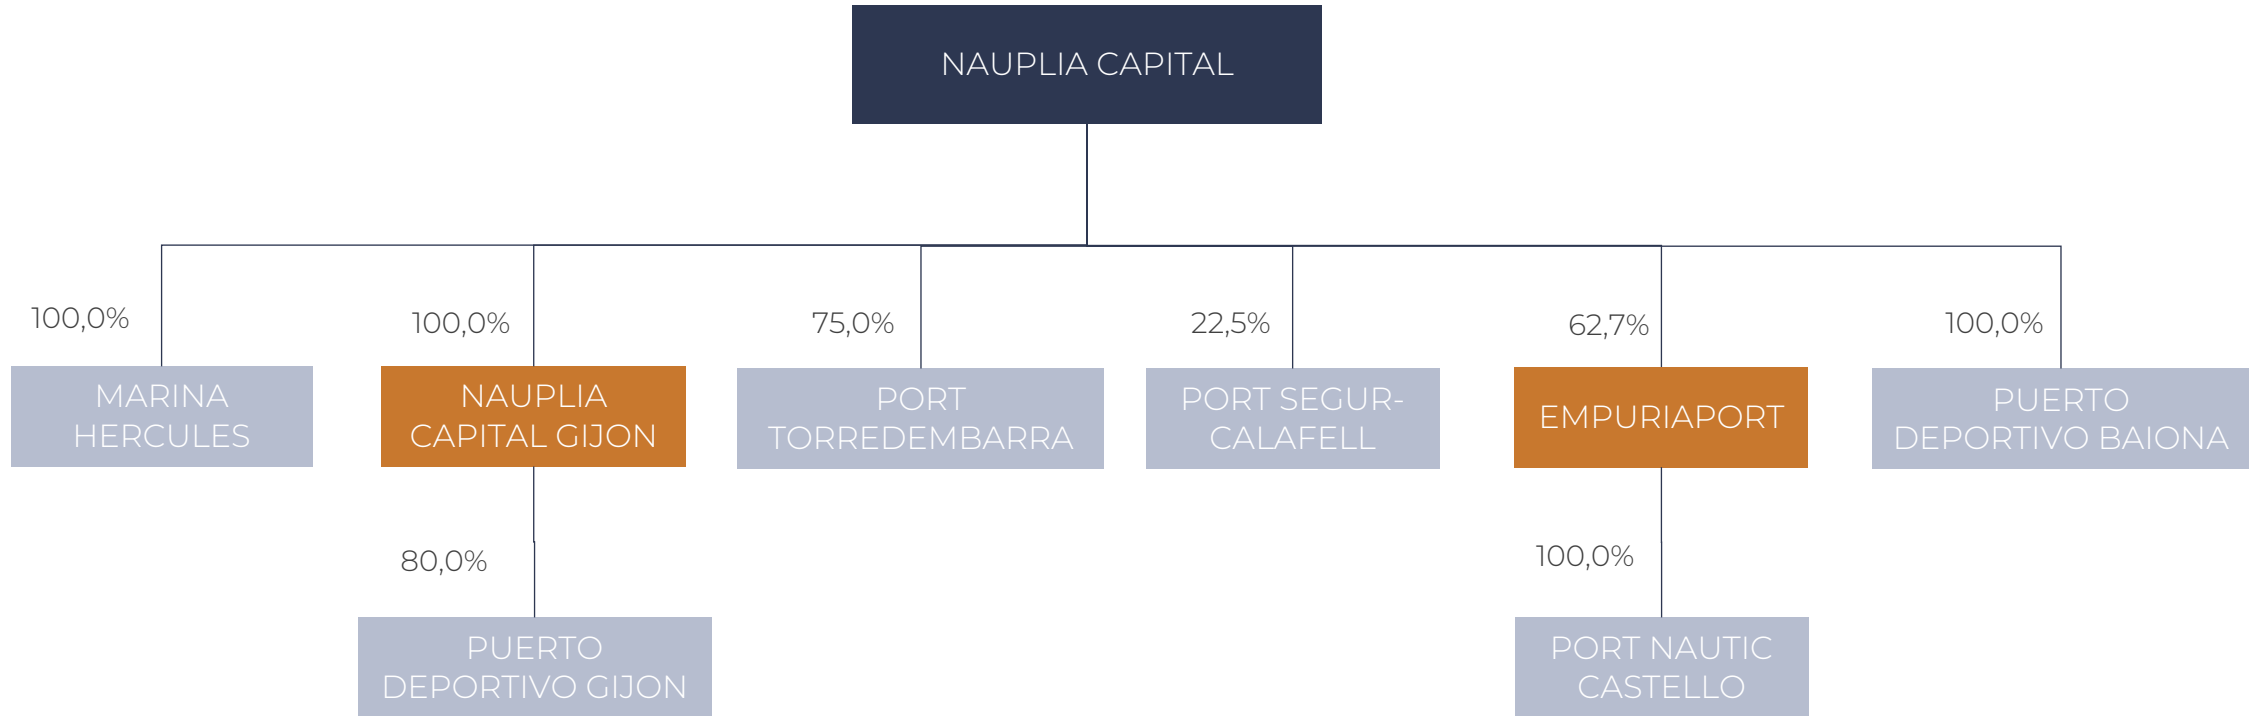 NAUPLIA CAPITAL
100,0%
100,0%
75,0%
22,5%
62,7%
100,0%
MARINA
HERCULES
NAUPLIA
CAPITAL GIJON
PORT
TORREDEMBARRA
PORT SEGUR-
CALAFELL
EMPURIAPORT
PUERTO
DEPORTIVO BAIONA
80,0%
100,0%
PUERTO
DEPORTIVO GIJON
PORT NAUTIC
CASTELLO